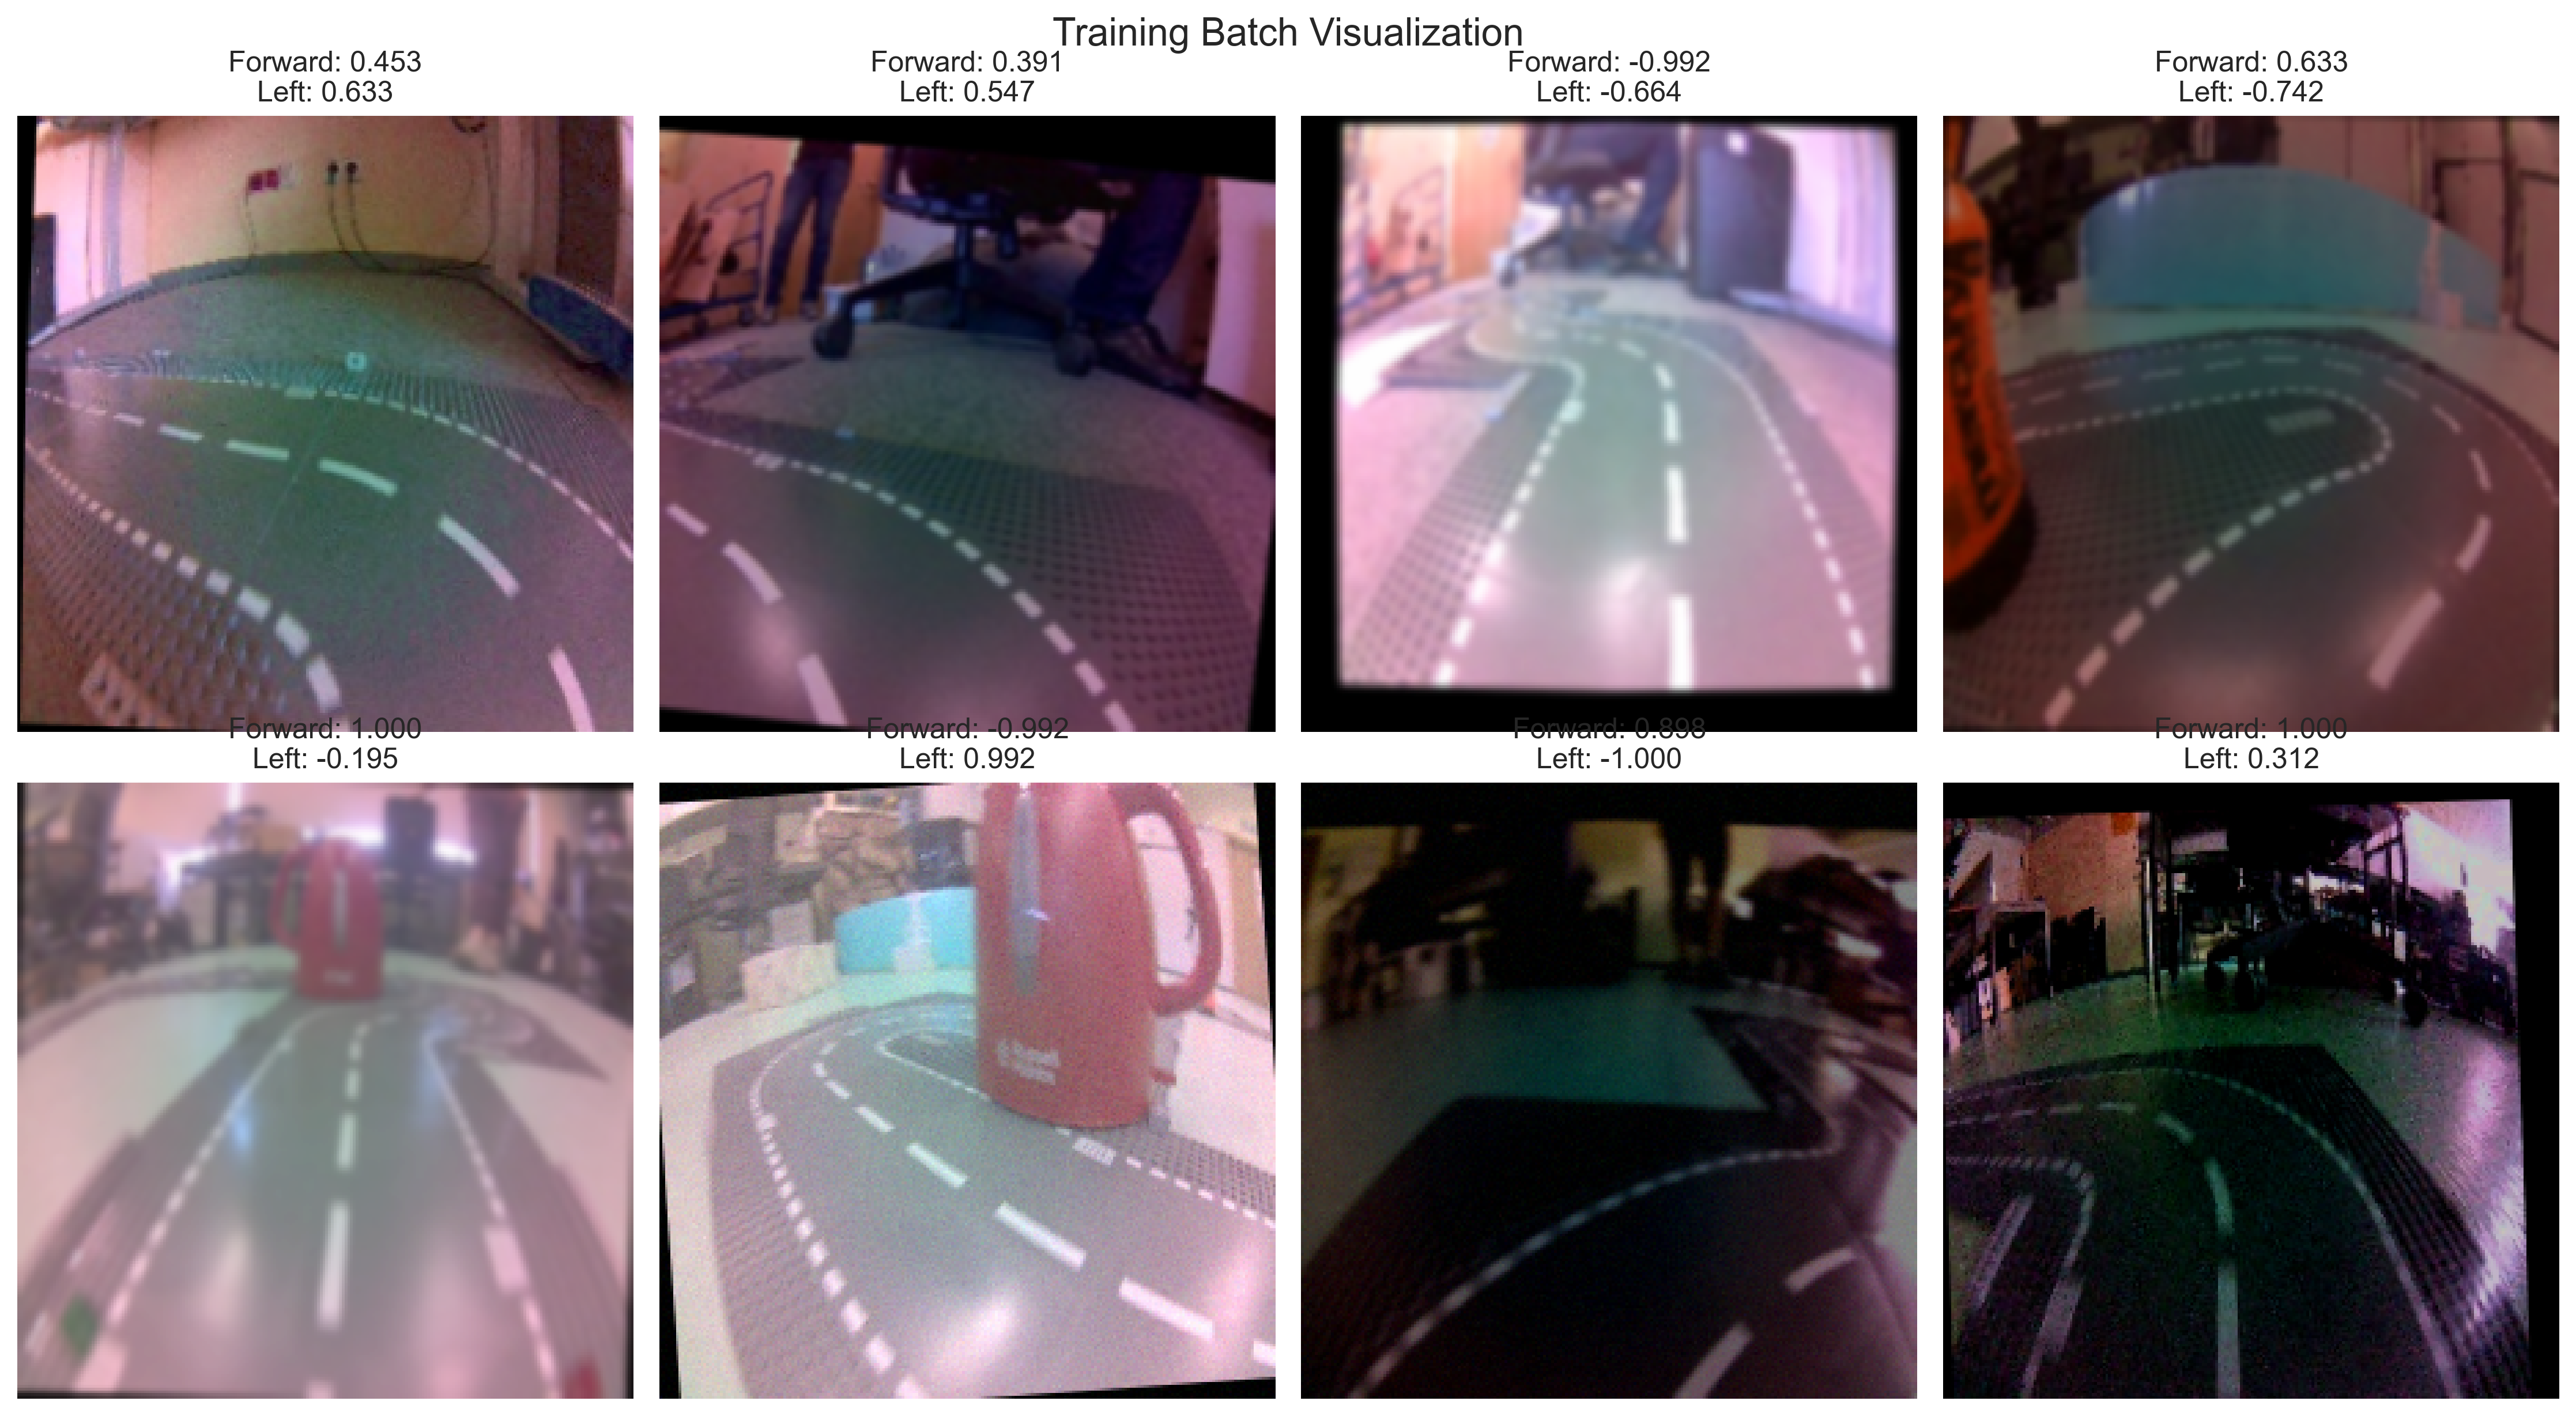 Training Batch Visualization
Forward: 0.453
Left: 0.633
Forward: 0.391
Left: 0.547
Forward: -0.992
Left: -0.664
Forward: 0.633
Left: -0.742
Forward: 1.000
Left: -0.195
Forward: -0.992
Left: 0.992
Forward: 0.898
Left: -1.000
Forward: 1.000
Left: 0.312